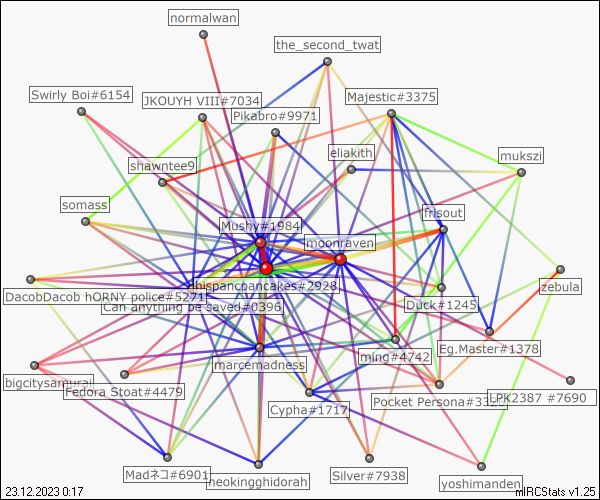 normalwan
the_second_twat
Swirly Boi#6154
JKOUYH VIII#7034
Majestic#3375
Pikabro#9971
eliakith
mukszi
shawntee9
somass
Mushy#1984
frisout
moonraven
zebula
nhispancpancakes#2928
DacobDacob hORNY police#5271
Can anything be saved#0396
Duck#1245
Eg.Master#1378
marcemadness
ming#4742
bigcitysamurai
Fedora Stoat#4479
Cypha#1717
Pocket Persona#33
LPK2387 #7690
Madネコ#6901
neokingghidorah
Silver#7938
yoshimanden
23.12.2023 0:17
mIRCStats v1.25